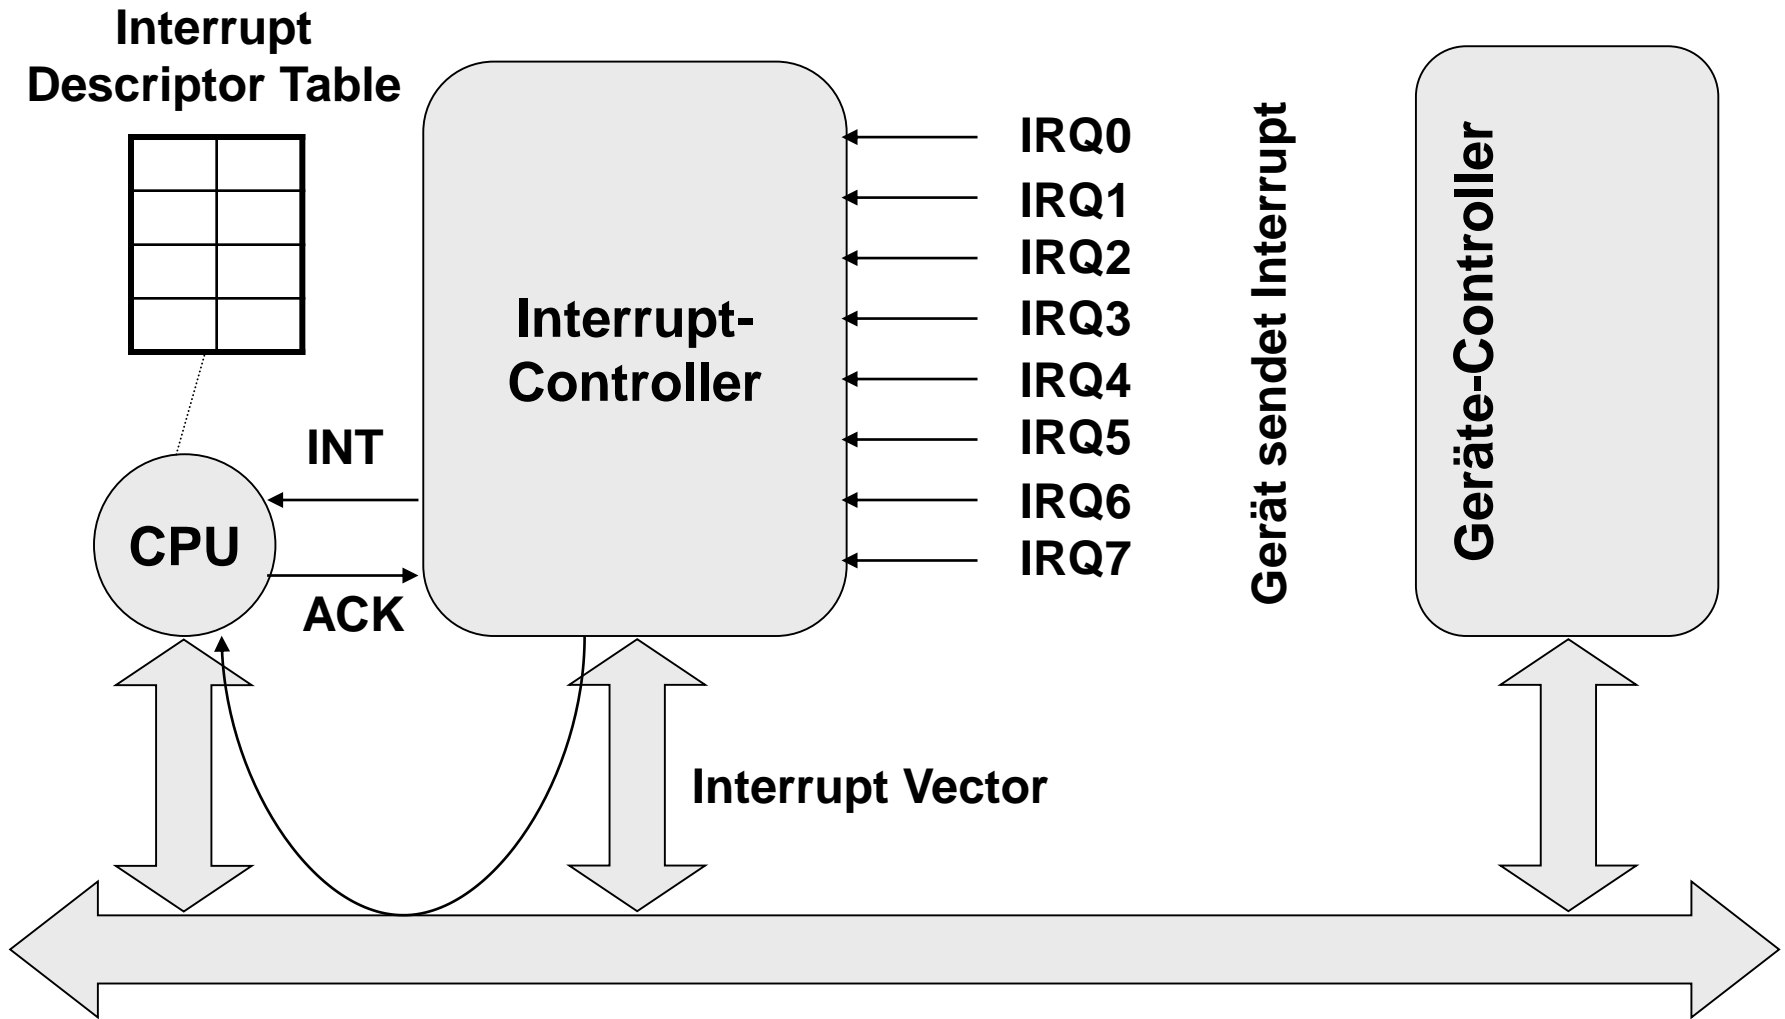 Interrupt
Descriptor Table
Interrupt-
Controller
INT
CPU
ACK
IRQ0
IRQ1
IRQ2
IRQ3
IRQ4
IRQ5
IRQ6
IRQ7
Gerät sendet Interrupt
Geräte-Controller
Interrupt Vector